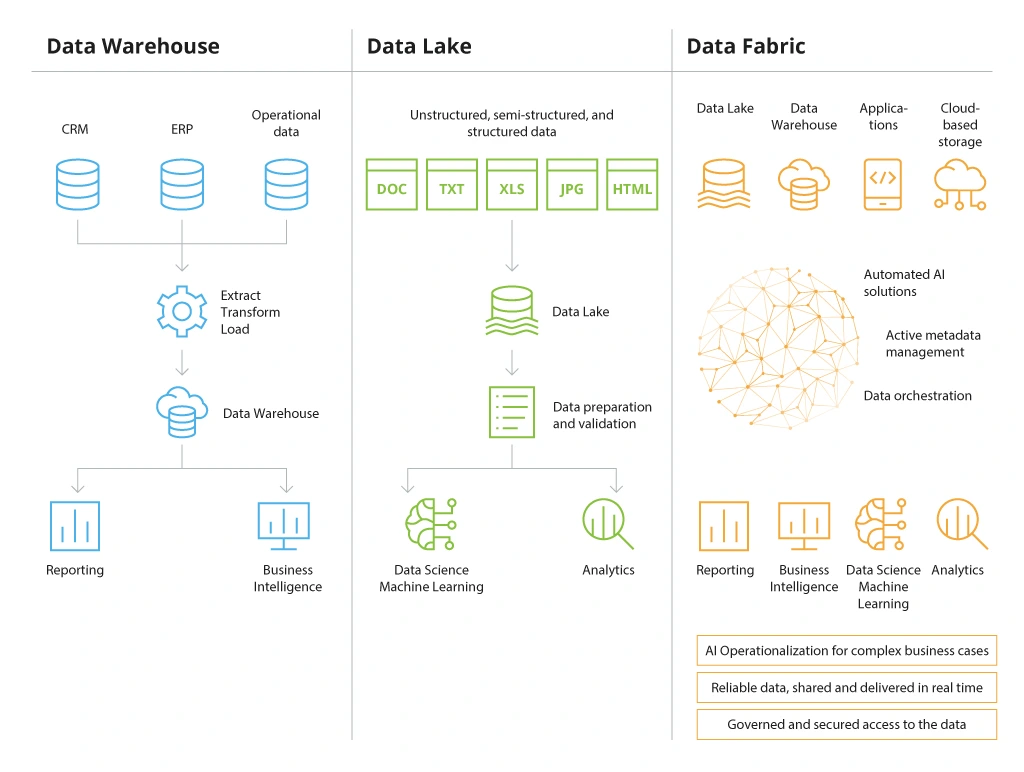 Data Warehouse
CRM
ERP
Operational
data
Extract
Transform
Load
Data Warehouse
Reporting
Business
Intelligence
Data Lake
Unstructured, semi-structured, and
structured data
DOC
TXT
XLS
JPG
HTML
Data Lake
Data preparation
and validation
Data Science
Machine Learning
Analytics
Data Fabric
Data Lake
Data
Warehouse
Applica-
tions
Cloud-
based
storage
Automated AI
solutions
Active metadata
management
Data orchestration
Reporting
Business
Intelligence
Data Science
Machine
Learning
Analytics
AI Operationalization for complex business cases
Reliable data, shared and delivered in real time
Governed and secured access to the data